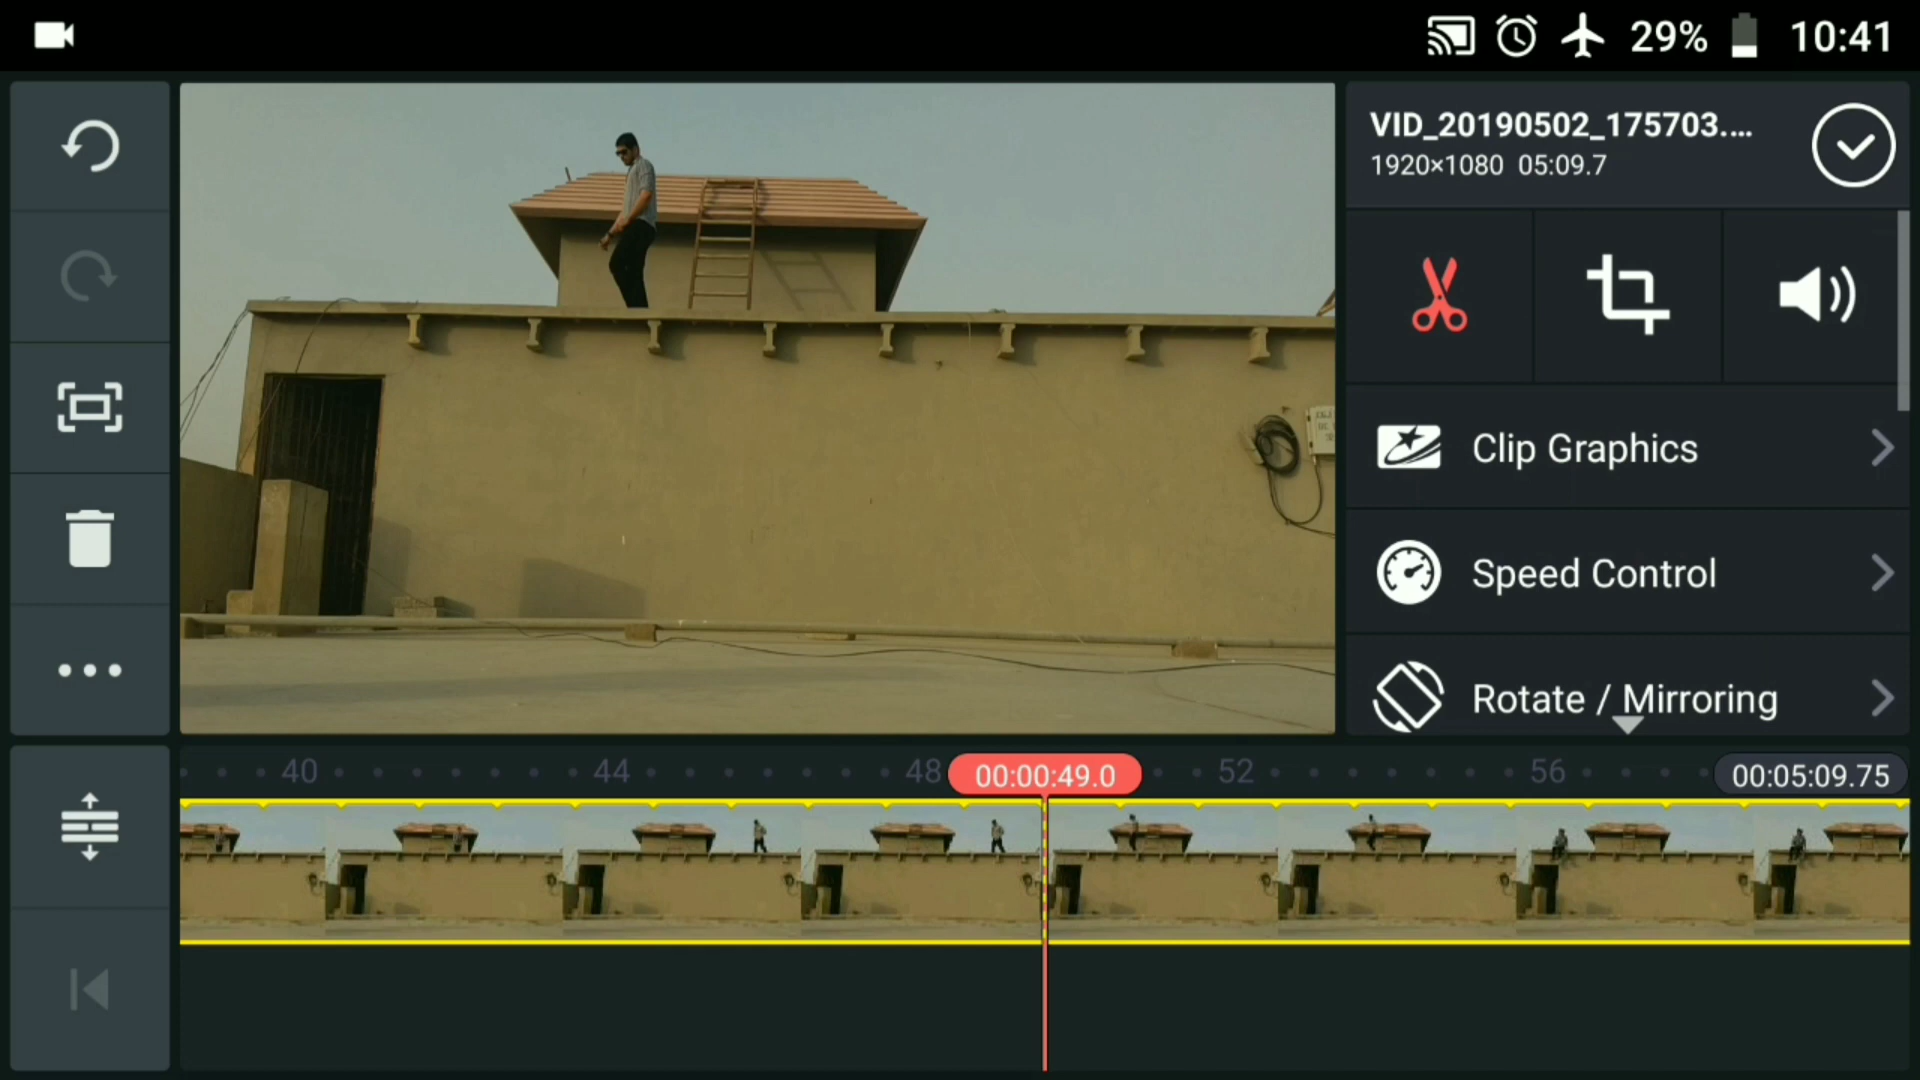 29% 10:41
VID_20190502_175703....
1920×1080 05:09.7
Clip Graphics
Speed Control
Rotate / Mirroring
40 44 48 00:00:49.0 52 56 00:05:09.75